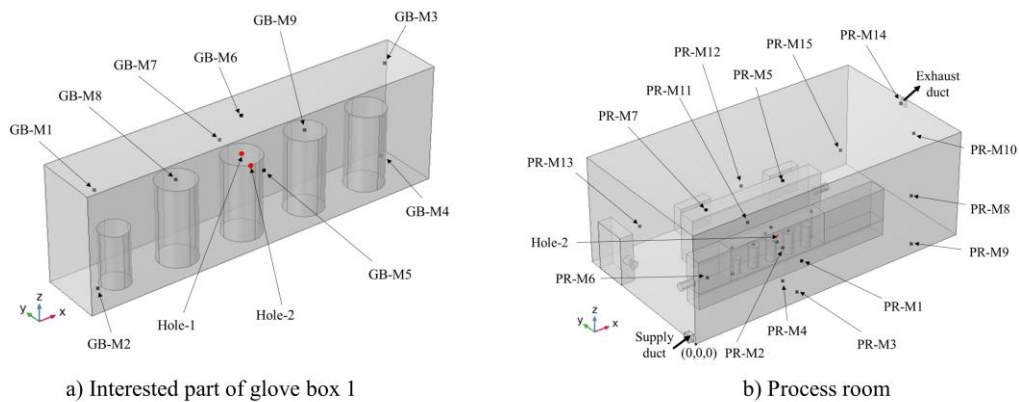 GB-M9
GB-M3
GB-M6
GB-M7
GB-M8
GB-M1
GB-M4
GB-M5
Hole-1
Hole-2
GB-M2
z
y
x
a) Interested part of glove box 1
PR-M14
PR-M15
PR-M12
PR-M5
Exhaust
duct
PR-M11
PR-M7
PR-M10
PR-M13
PR-M8
Hole-2
PR-M9
PR-M6
PR-M1
PR-M4
PR-M3
PR-M2
Supply
duct
(0,0,0)
z
y
x
b) Process room